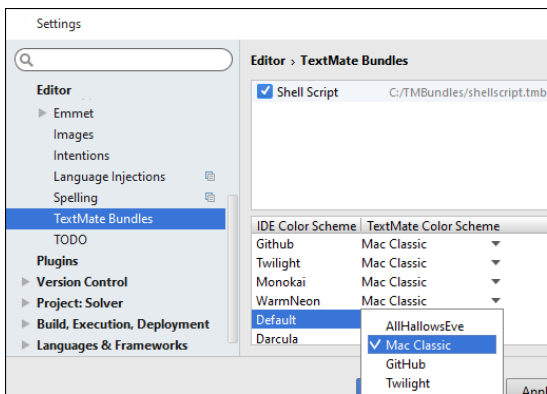 Settings
Editor › TextMate Bundles
Editor
Emmet
Images
Intentions
Language Injections
Spelling
TextMate Bundles
TODO
Plugins
Version Control
Project: Solver
Build, Execution, Deployment
Languages & Frameworks
Shell Script C:/TMBundles/shellscript.tmb
IDE Color Scheme TextMate Color Scheme
Github Mac Classic
Twilight Mac Classic
Monokai Mac Classic
WarmNeon Mac Classic
Default
Darcula
AllHallowsEve
Mac Classic
GitHub
Twilight
Appl